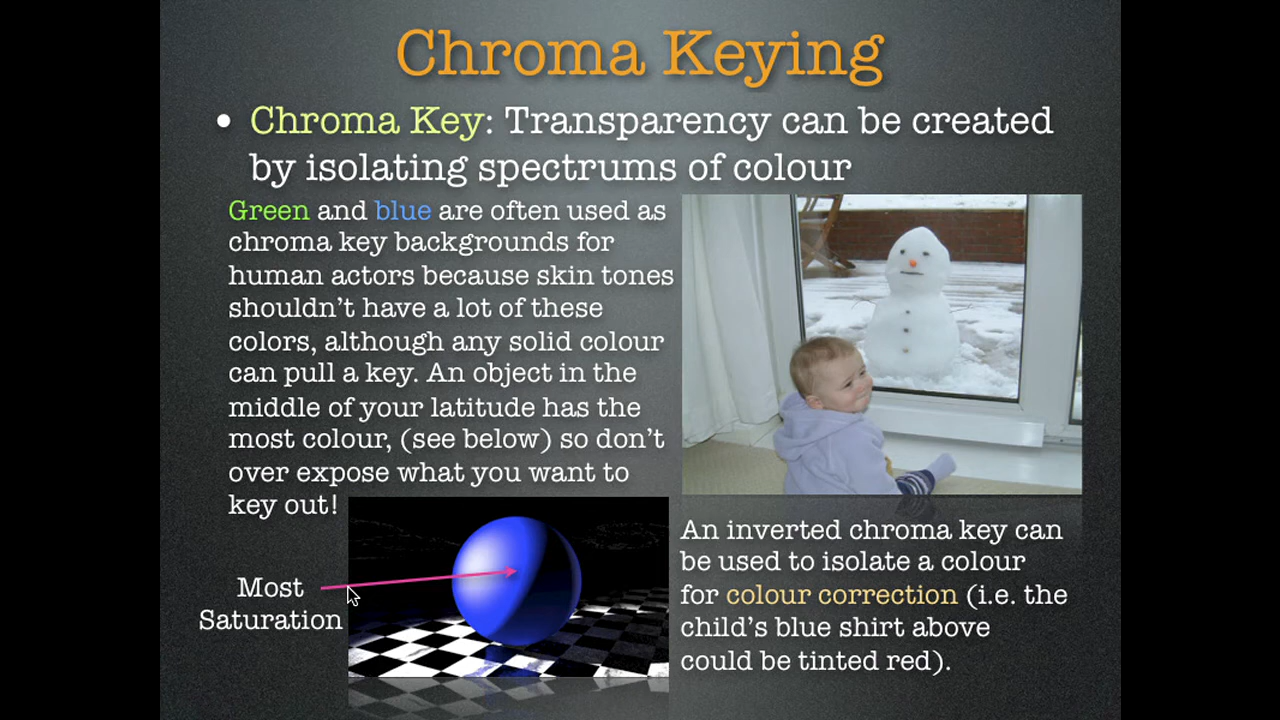 Chroma Keying
• Chroma Key: Transparency can be created
by isolating spectrums of colour
Green and blue are often used as
chroma key backgrounds for
human actors because skin tones
shouldn't have a lot of these
colors, although any solid colour
can pull a key. An object in the
middle of your latitude has the
most colour, (see below) so don't
over expose what you want to
key out!
Most
Saturation
An inverted chroma key can
be used to isolate a colour
for colour correction (i.e. the
child's blue shirt above
could be tinted red).